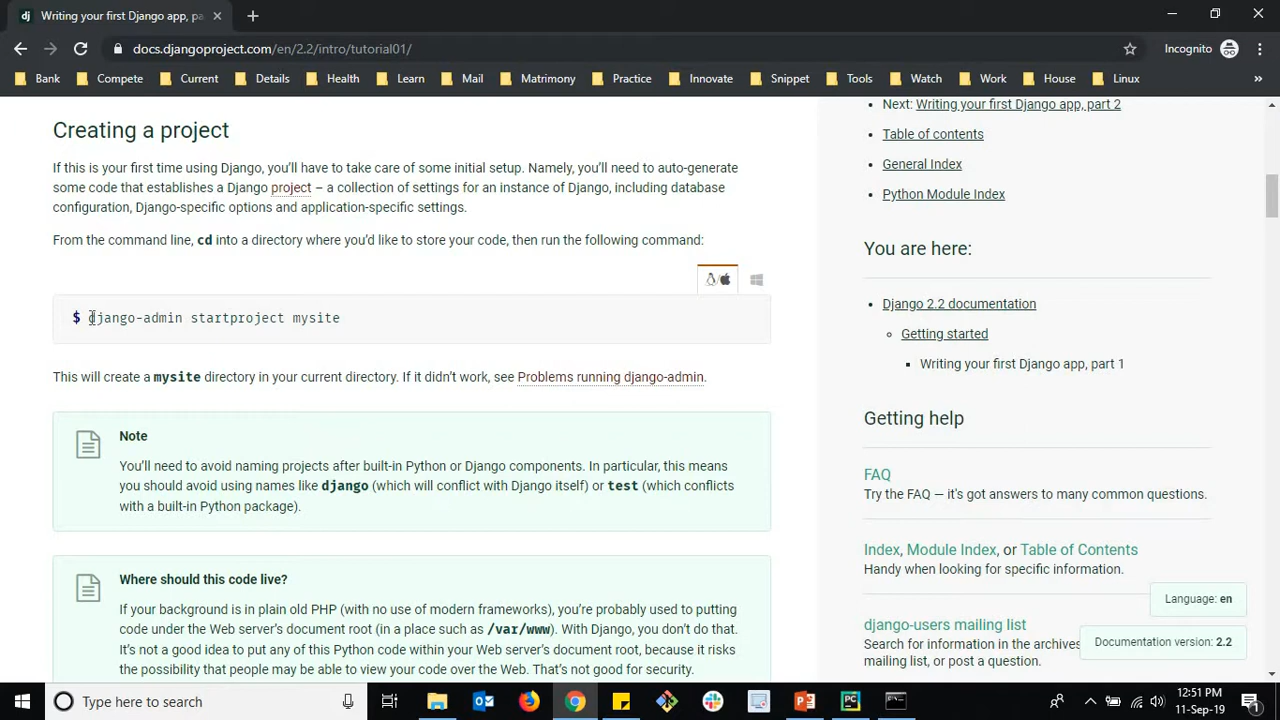 dj
Writing your first Django app, pa
docs.djangoproject.com/en/2.2/intro/tutorial01/
Incognito
Bank
Compete
Current
Details
Health
Learn
Mail
Matrimony
Practice
Innovate
Snippet
Tools
Watch
Work
House
Linux
Creating a project
If this is your first time using Django, you'll have to take care of some initial setup. Namely, you'll need to auto-generate
some code that establishes a Django project – a collection of settings for an instance of Django, including database
configuration, Django-specific options and application-specific settings.
From the command line, cd into a directory where you'd like to store your code, then run the following command:
$ django-admin startproject mysite
This will create a mysite directory in your current directory. If it didn't work, see Problems running django-admin.
Note
You'll need to avoid naming projects after built-in Python or Django components. In particular, this means
you should avoid using names like django (which will conflict with Django itself) or test (which conflicts
with a built-in Python package).
Where should this code live?
If your background is in plain old PHP (with no use of modern frameworks), you're probably used to putting
code under the Web server's document root (in a place such as /var/www). With Django, you don't do that.
It's not a good idea to put any of this Python code within your Web server's document root, because it risks
the possibility that people may be able to view your code over the Web. That's not good for security.
Next: Writing your first Django app, part 2
Table of contents
General Index
Python Module Index
You are here:
Django 2.2 documentation
Getting started
Writing your first Django app, part 1
Getting help
FAQ
Try the FAQ — it's got answers to many common questions.
Index, Module Index, or Table of Contents
Handy when looking for specific information.
django-users mailing list
Search for information in the archives
mailing list, or post a question.
Language: en
Documentation version: 2.2
Type here to search
12:51 PM
11-Sep-19
1